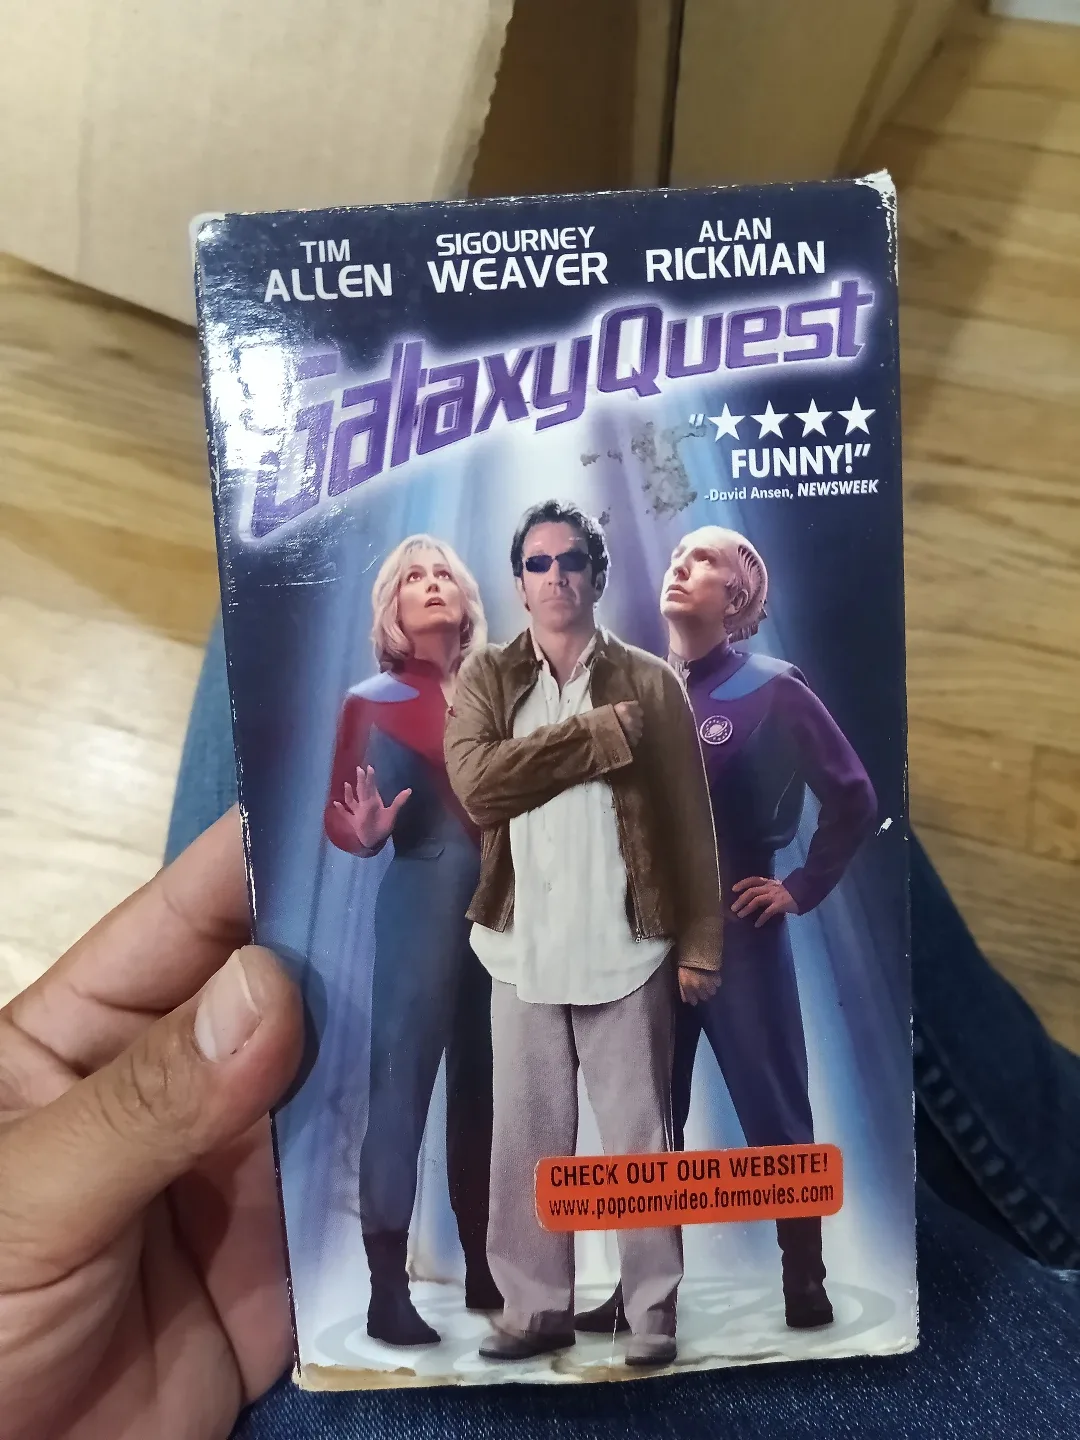 TIM ALLEN
SIGOURNEY WEAVER
ALAN RICKMAN
GalaxyQuest
"★★★★
FUNNY!"
-David Ansen, NEWSWEEK
CHECK OUT OUR WEBSITE!
www.popcornvideo.formovies.com